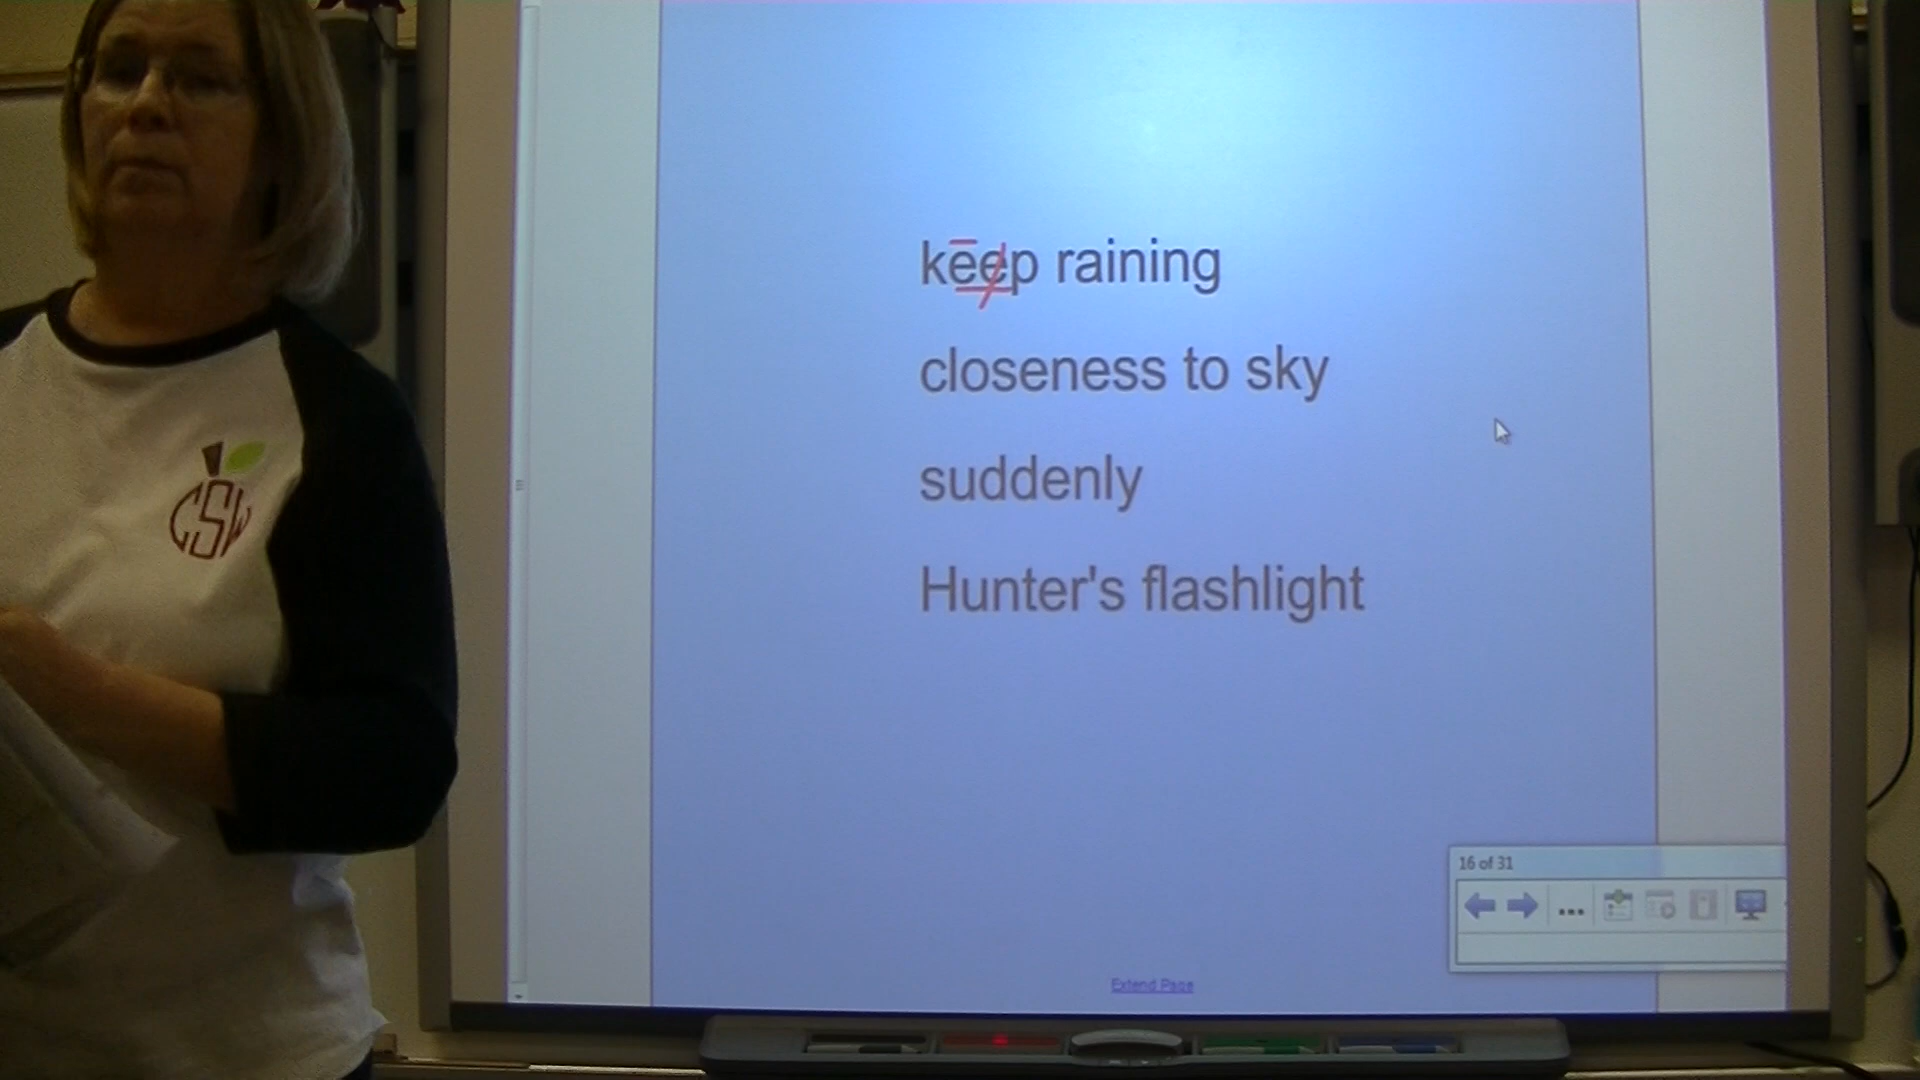 keep raining
closeness to sky
suddenly
Hunter's flashlight
CSW
16 of 31
...
Extend Page